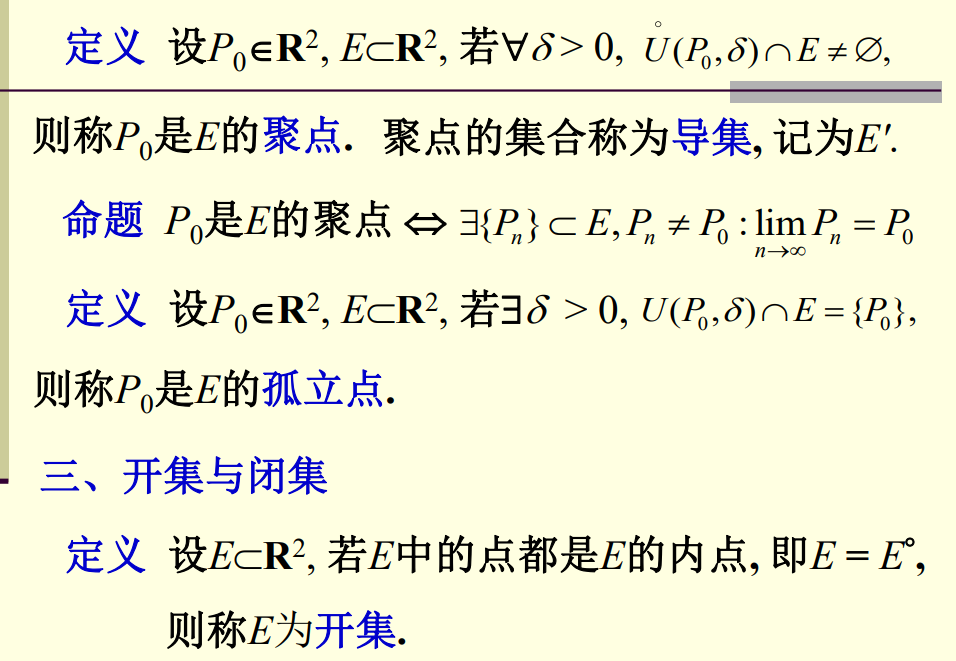 定义 设P₀∈R², E⊂R², 若∀δ > 0, Ů(P₀,δ)∩E ≠ ∅,
则称P₀是E的聚点. 聚点的集合称为导集, 记为E′.
命题 P₀是E的聚点 ⇔ ∃{Pₙ} ⊂ E, Pₙ ≠ P₀ : lim_{n→∞} Pₙ = P₀
定义 设P₀∈R², E⊂R², 若∃δ > 0, U(P₀,δ)∩E = {P₀},
则称P₀是E的孤立点.
三、开集与闭集
定义 设E⊂R², 若E中的点都是E的内点, 即E = E°,
则称E为开集.